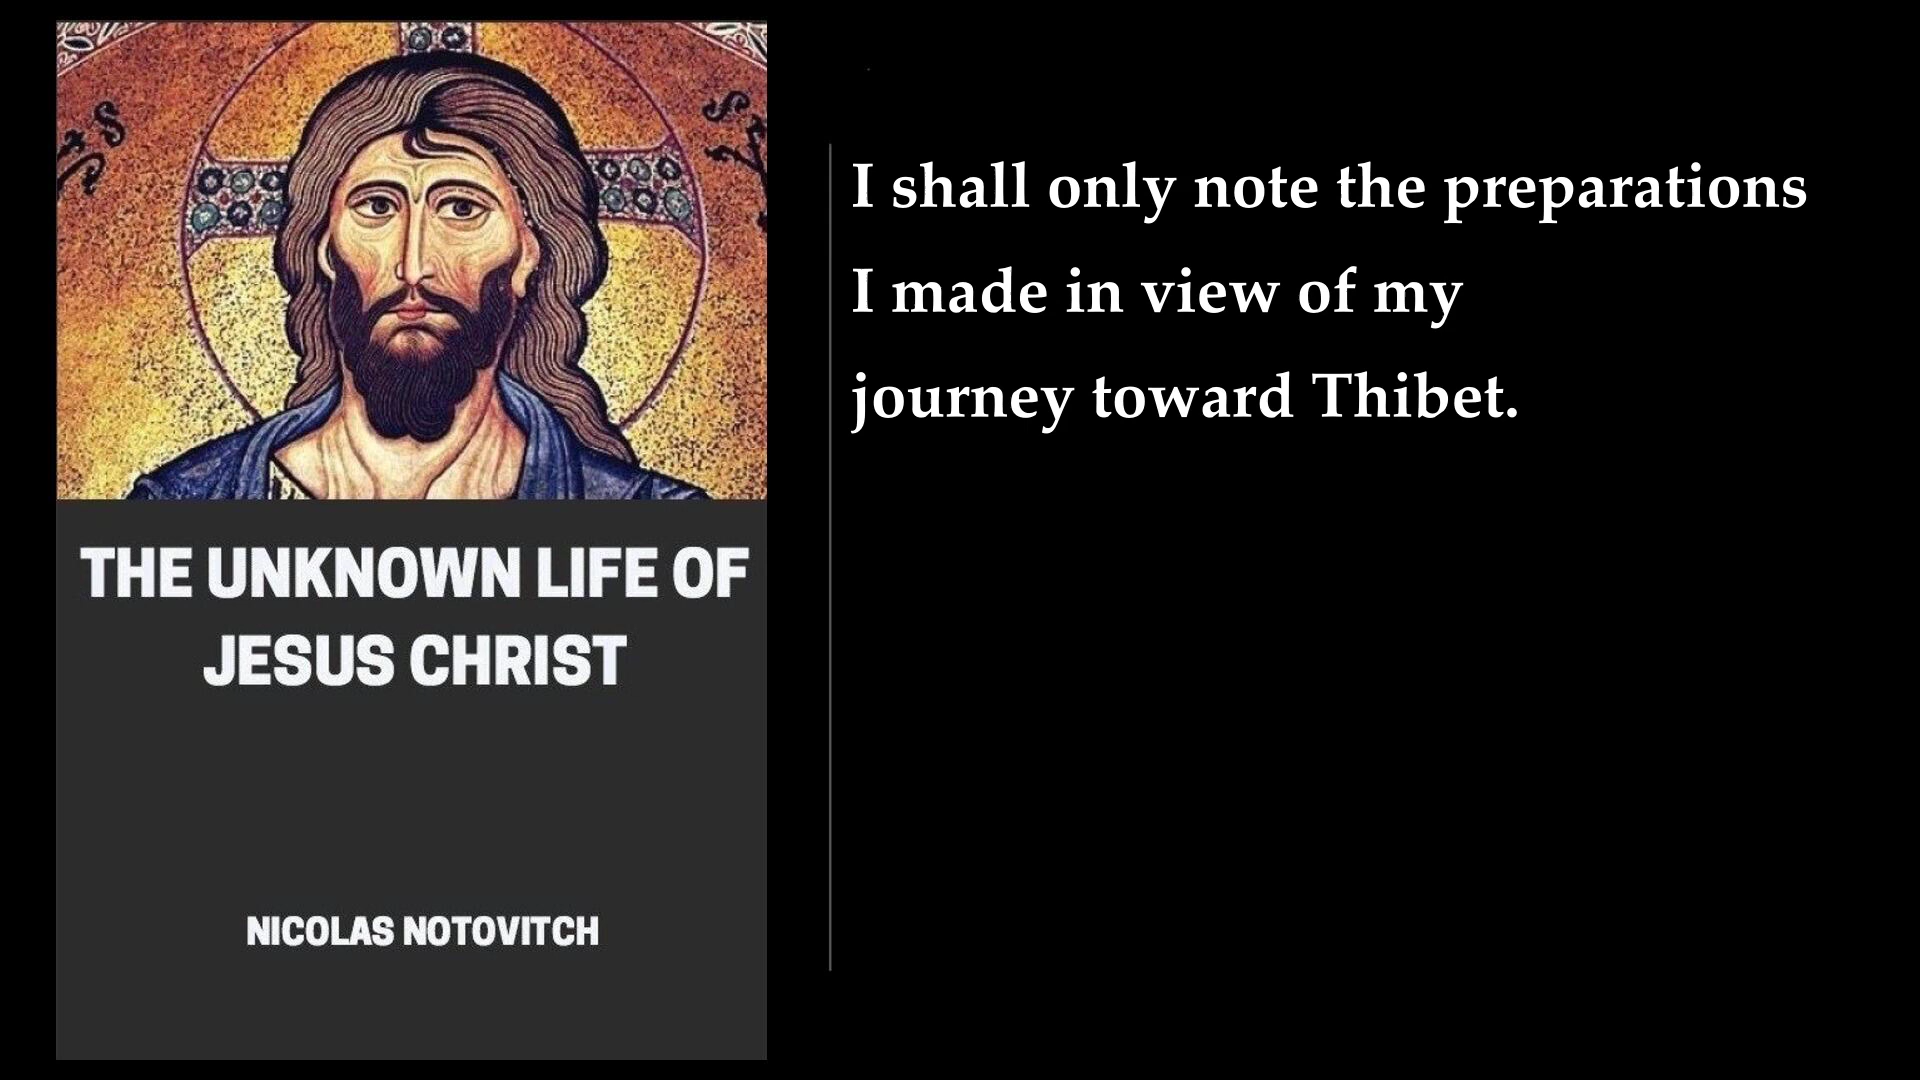 THE UNKNOWN LIFE OF
JESUS CHRIST
NICOLAS NOTOVITCH
I shall only note the preparations
I made in view of my
journey toward Thibet.